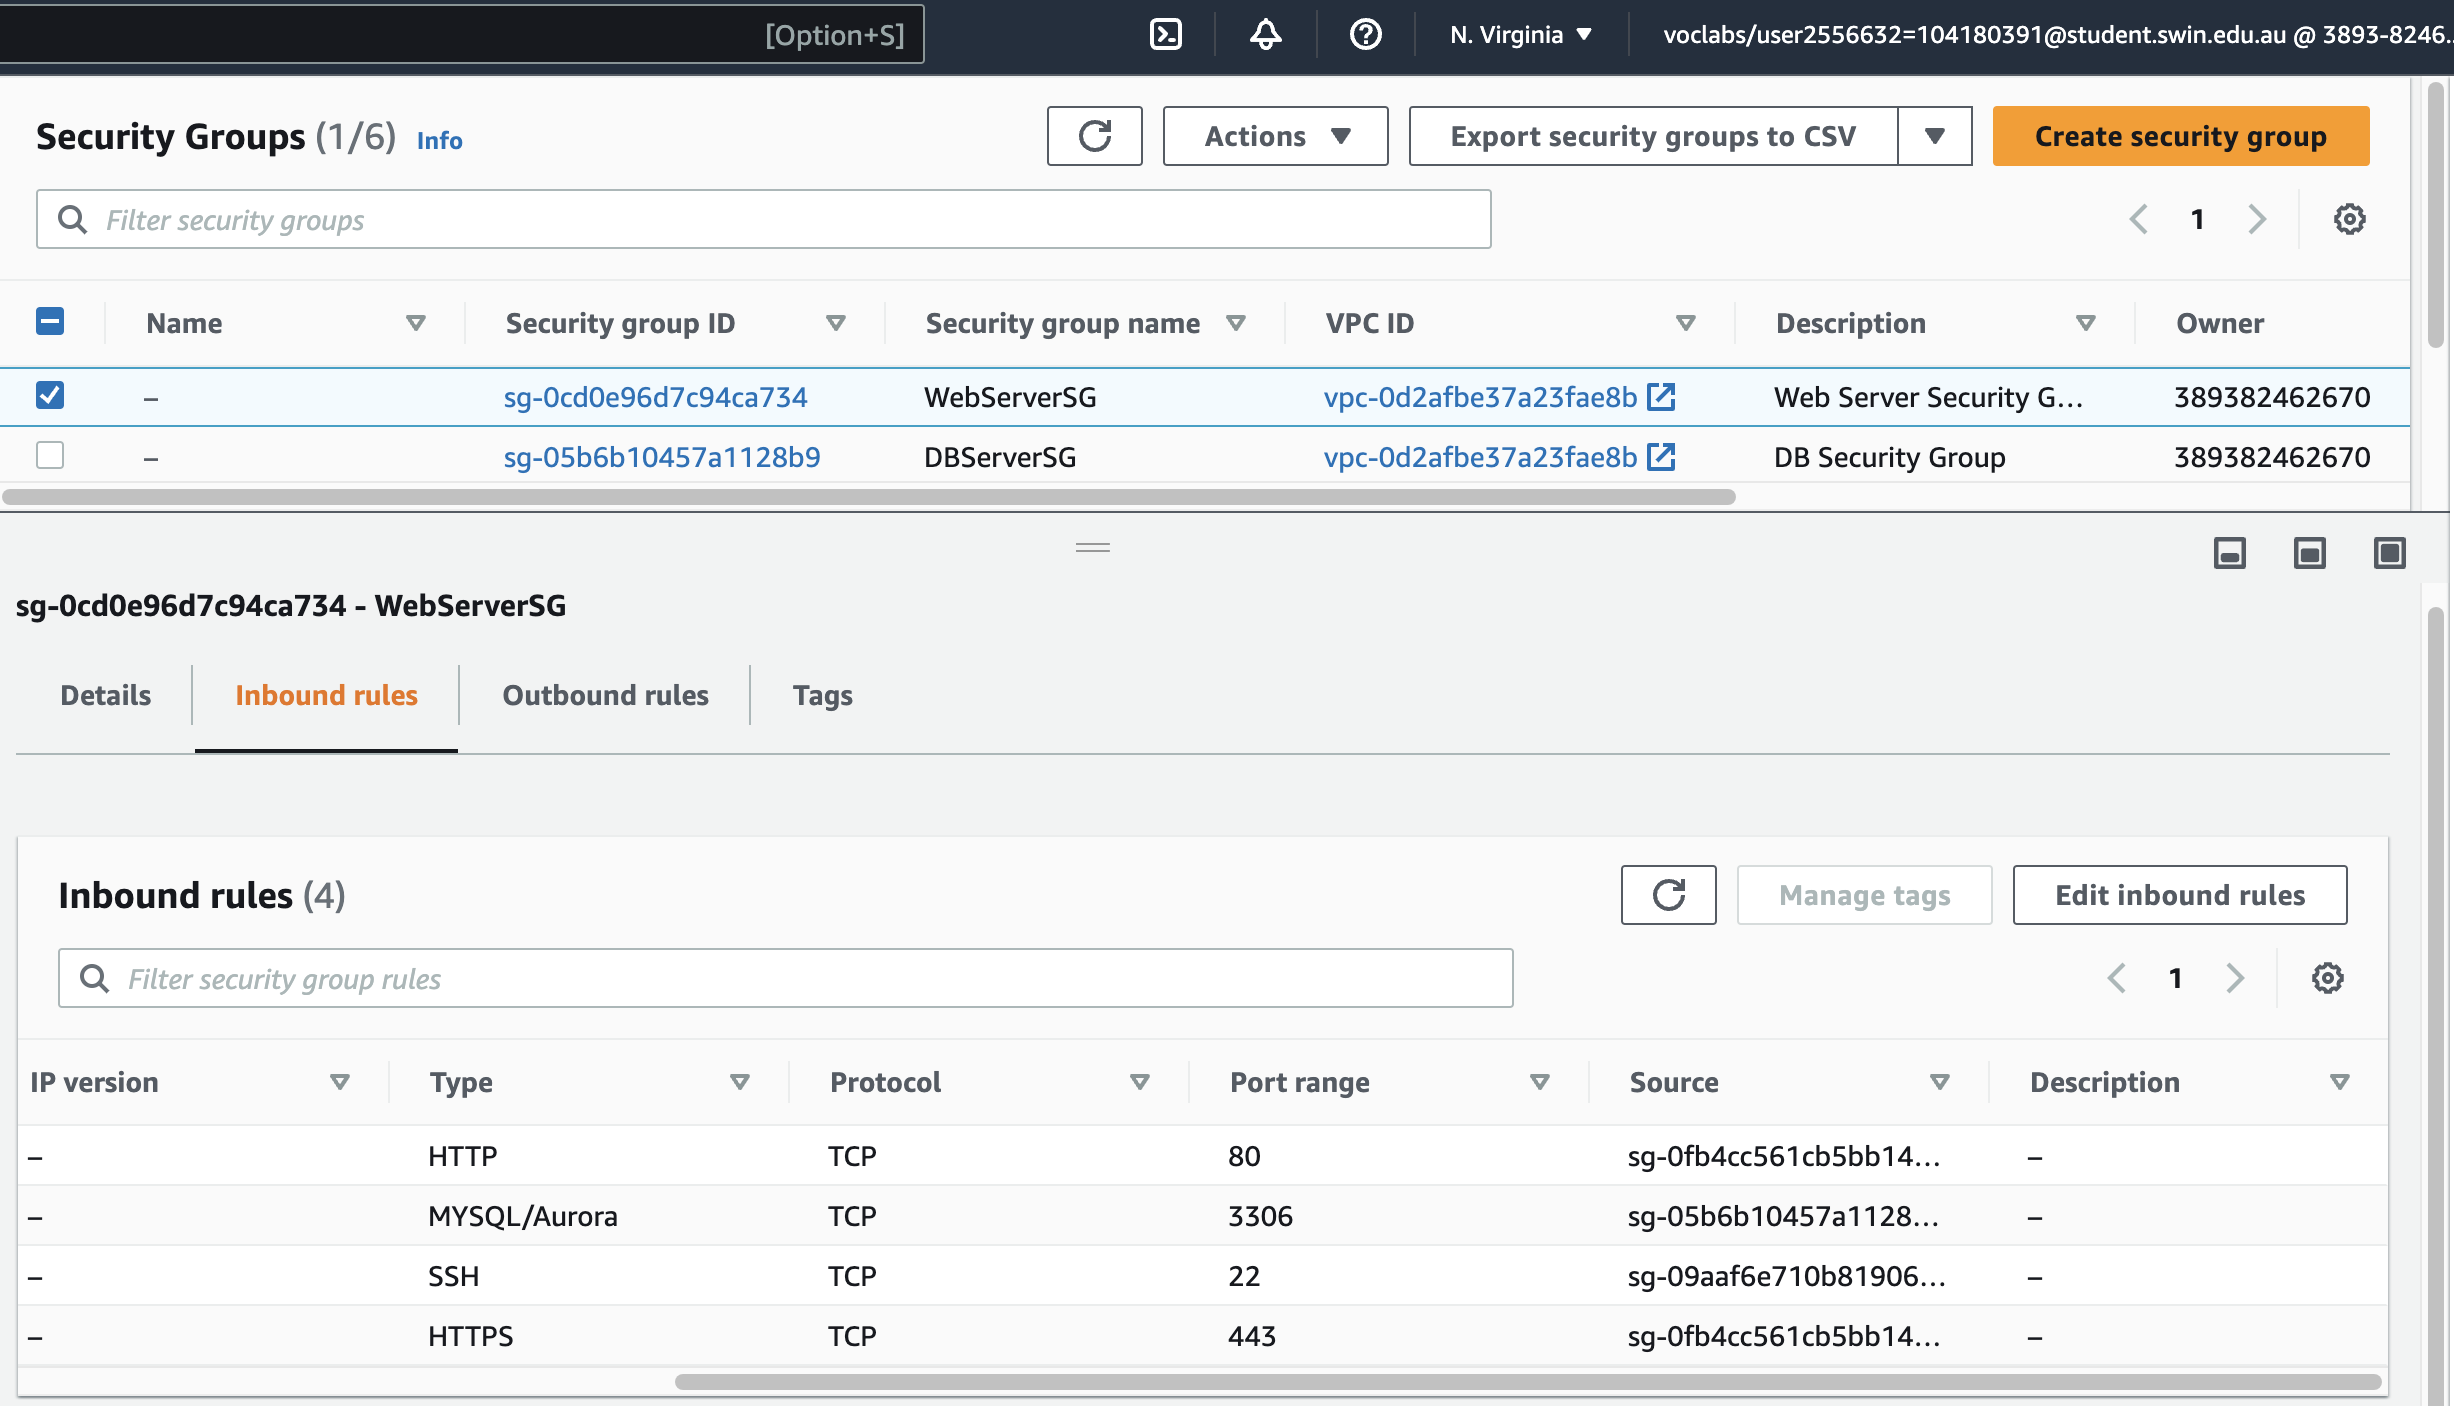 [Option+S] N. Virginia voclabs/user2556632=104180391@student.swin.edu.au @ 3893-8246...
Security Groups (1/6) Info Actions Export security groups to CSV Create security group
Filter security groups 1
Name Security group ID Security group name VPC ID Description Owner
– sg-0cd0e96d7c94ca734 WebServerSG vpc-0d2afbe37a23fae8b Web Server Security G... 389382462670
– sg-05b6b10457a1128b9 DBServerSG vpc-0d2afbe37a23fae8b DB Security Group 389382462670
sg-0cd0e96d7c94ca734 - WebServerSG
Details Inbound rules Outbound rules Tags
Inbound rules (4) Manage tags Edit inbound rules
Filter security group rules 1
IP version Type Protocol Port range Source Description
– HTTP TCP 80 sg-0fb4cc561cb5bb14... –
– MYSQL/Aurora TCP 3306 sg-05b6b10457a1128... –
– SSH TCP 22 sg-09aaf6e710b81906... –
– HTTPS TCP 443 sg-0fb4cc561cb5bb14... –